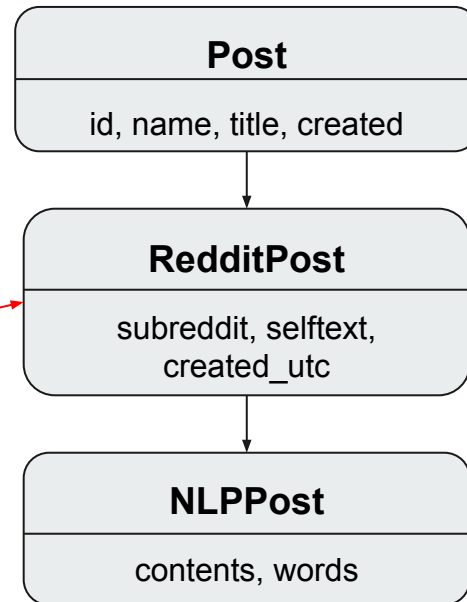 Post
id, name, title, created
RedditPost
subreddit, selftext,
created_utc
NLPPost
contents, words